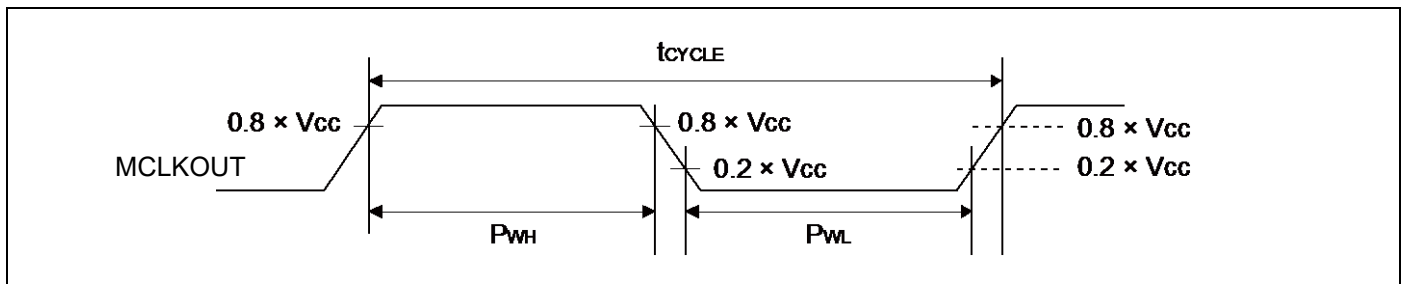 tCYCLE
0.8 × Vcc 0.8 × Vcc 0.8 × Vcc
MCLKOUT 0.2 × Vcc 0.2 × Vcc
PWH PWL